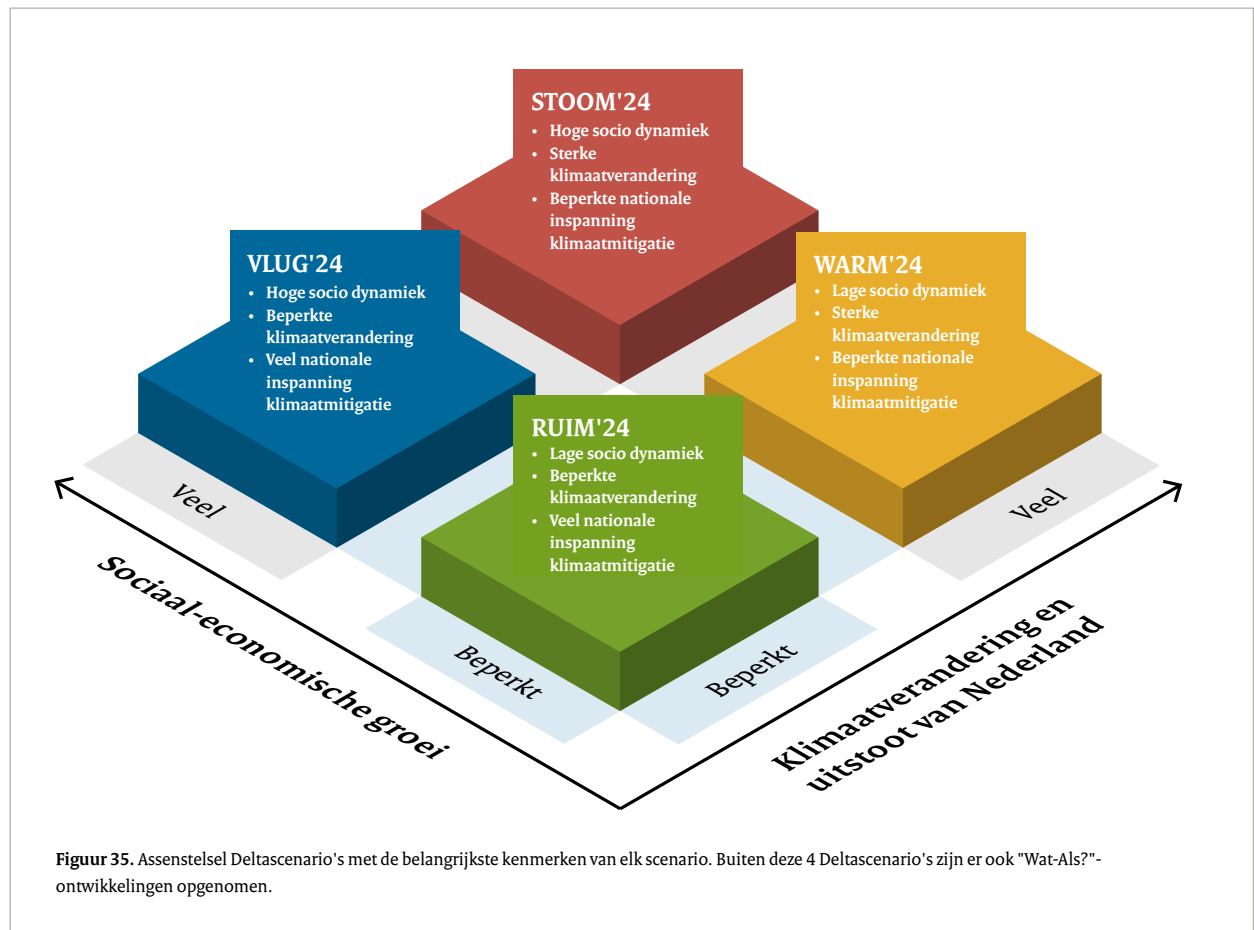 STOOM'24
• Hoge socio dynamiek
• Sterke
klimaatverandering
• Beperkte nationale
inspanning
klimaatmitigatie
VLUG'24
• Hoge socio dynamiek
• Beperkte
klimaatverandering
• Veel nationale
inspanning
klimaatmitigatie
WARM'24
• Lage socio dynamiek
• Sterke
klimaatverandering
• Beperkte nationale
inspanning
klimaatmitigatie
RUIM'24
• Lage socio dynamiek
• Beperkte
klimaatverandering
• Veel nationale
inspanning
klimaatmitigatie
Veel
Beperkt
Sociaal-economische groei
Beperkt
Veel
Klimaatverandering en
uitstoot van Nederland
Figuur 35. Assenstelsel Deltascenario's met de belangrijkste kenmerken van elk scenario. Buiten deze 4 Deltascenario's zijn er ook "Wat-Als?"-
ontwikkelingen opgenomen.